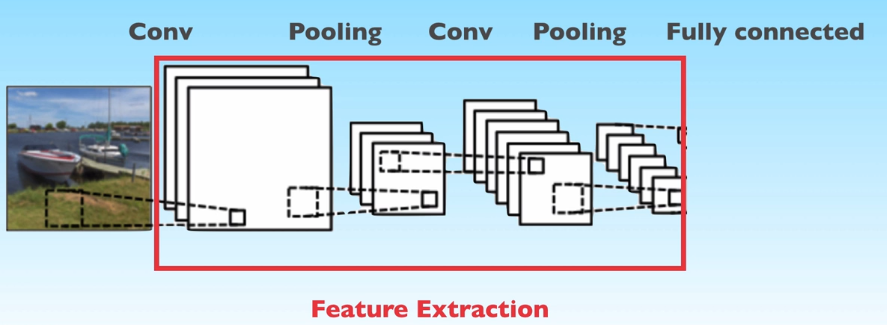 Conv Pooling Conv Pooling Fully connected
Feature Extraction